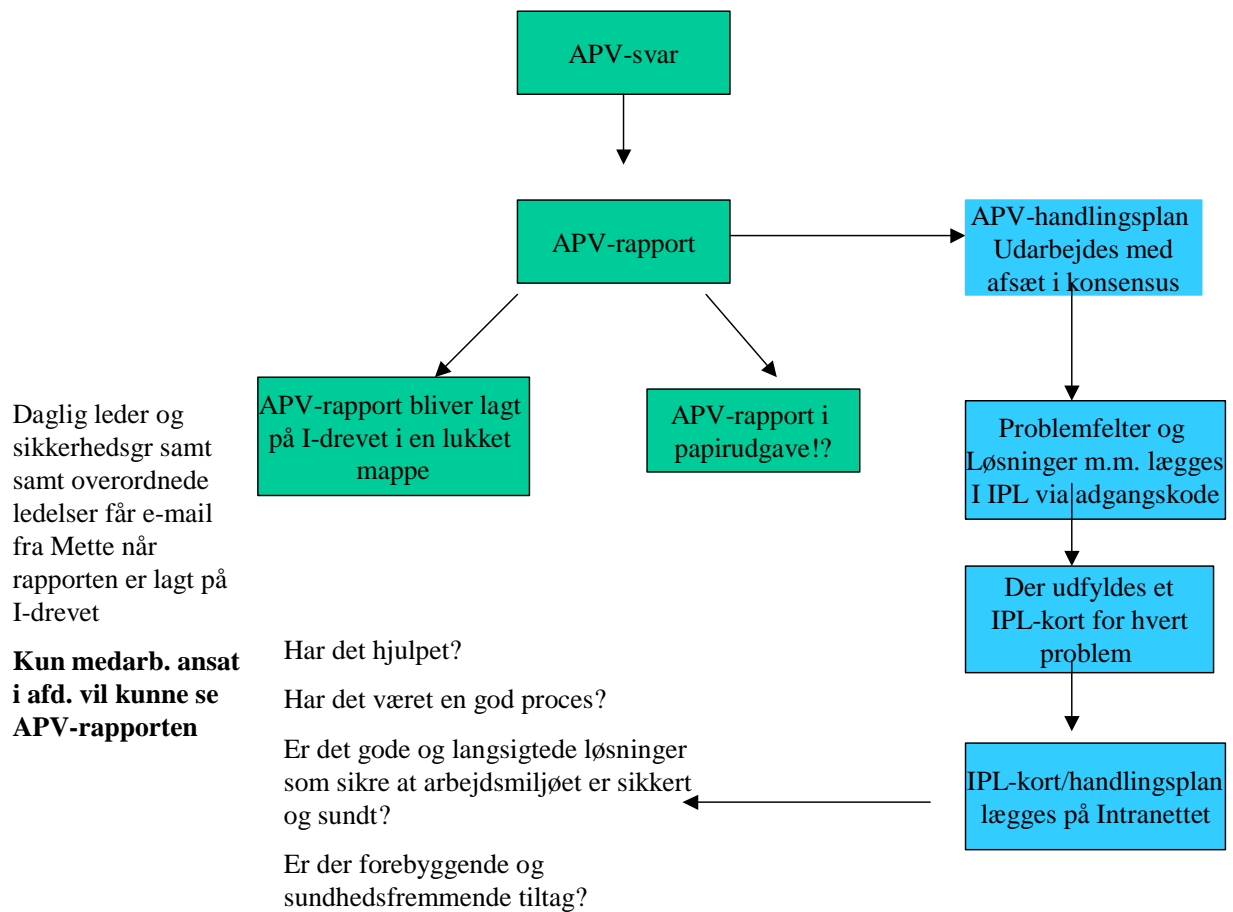 APV-svar
APV-rapport
APV-handlingsplan
Udarbejdes med
afsæt i konsensus
APV-rapport bliver lagt
på I-drevet i en lukket
mappe
APV-rapport i
papirudgave!?
Problemfelter og
Løsninger m.m. lægges
I IPL via adgangskode
Daglig leder og
sikkerhedsgr samt
samt overordnede
ledelser får e-mail
fra Mette når
rapporten er lagt på
I-drevet
Kun medarb. ansat
i afd. vil kunne se
APV-rapporten
Der udfyldes et
IPL-kort for hvert
problem
IPL-kort/handlingsplan
lægges på Intranettet
Har det hjulpet?
Har det været en god proces?
Er det gode og langsigtede løsninger
som sikre at arbejdsmiljøet er sikkert
og sundt?
Er der forebyggende og
sundhedsfremmende tiltag?